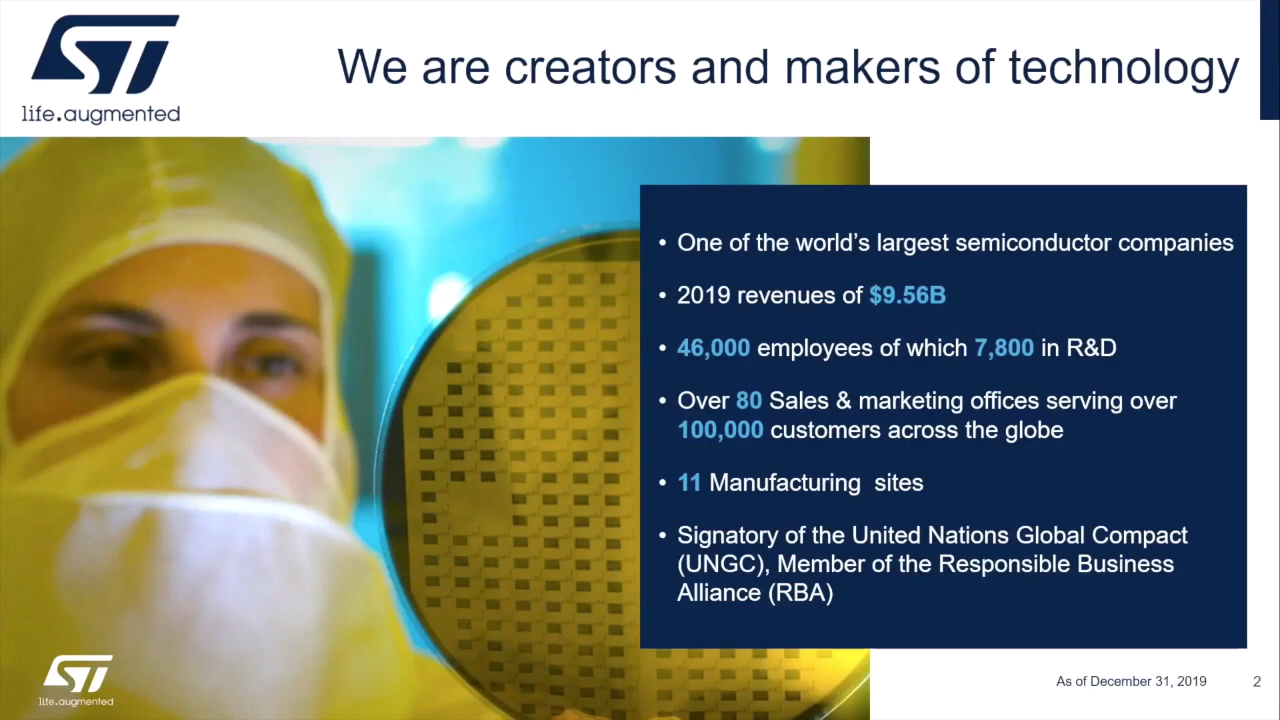 ST
life.augmented
We are creators and makers of technology
• One of the world’s largest semiconductor companies
• 2019 revenues of $9.56B
• 46,000 employees of which 7,800 in R&D
• Over 80 Sales & marketing offices serving over
100,000 customers across the globe
• 11 Manufacturing sites
• Signatory of the United Nations Global Compact
(UNGC), Member of the Responsible Business
Alliance (RBA)
ST
life.augmented
As of December 31, 2019
2